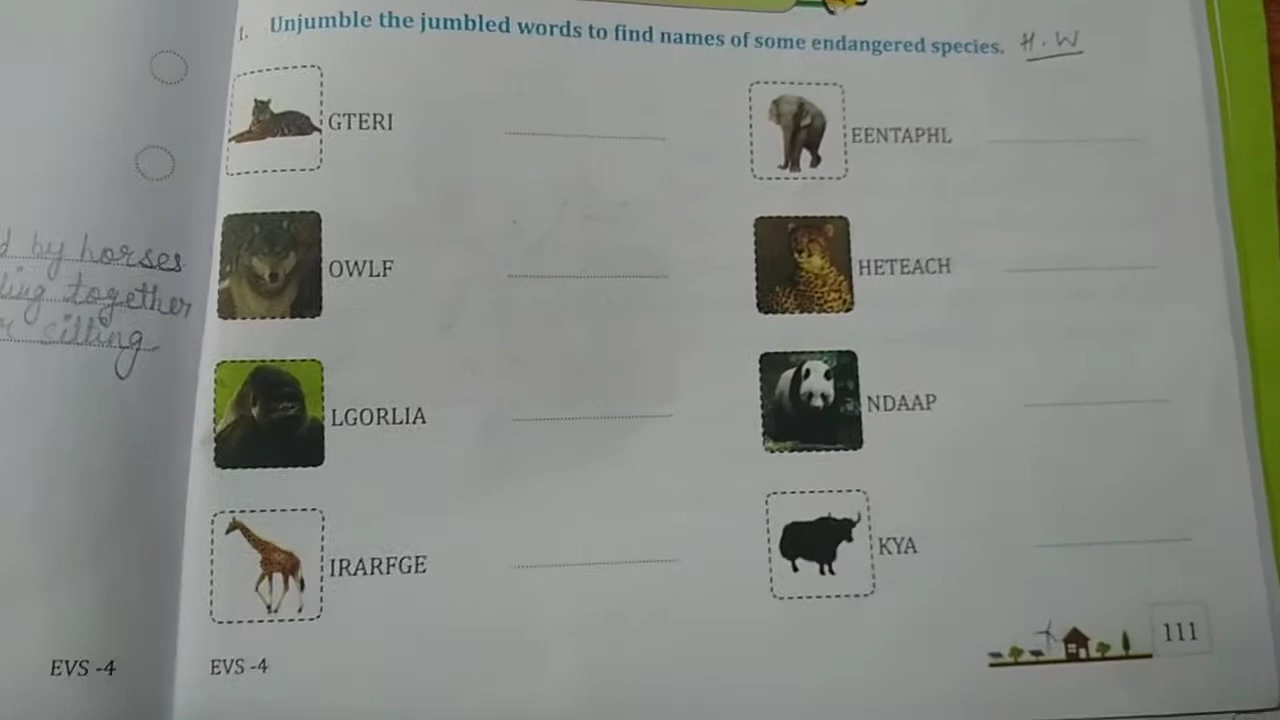 1. Unjumble the jumbled words to find names of some endangered species. H.W
GTERI
EENTAPHL
OWLF
HETEACH
LGORLIA
NDAAP
IRARFGE
KYA
by horses
together
sitting
111
EVS -4
EVS -4